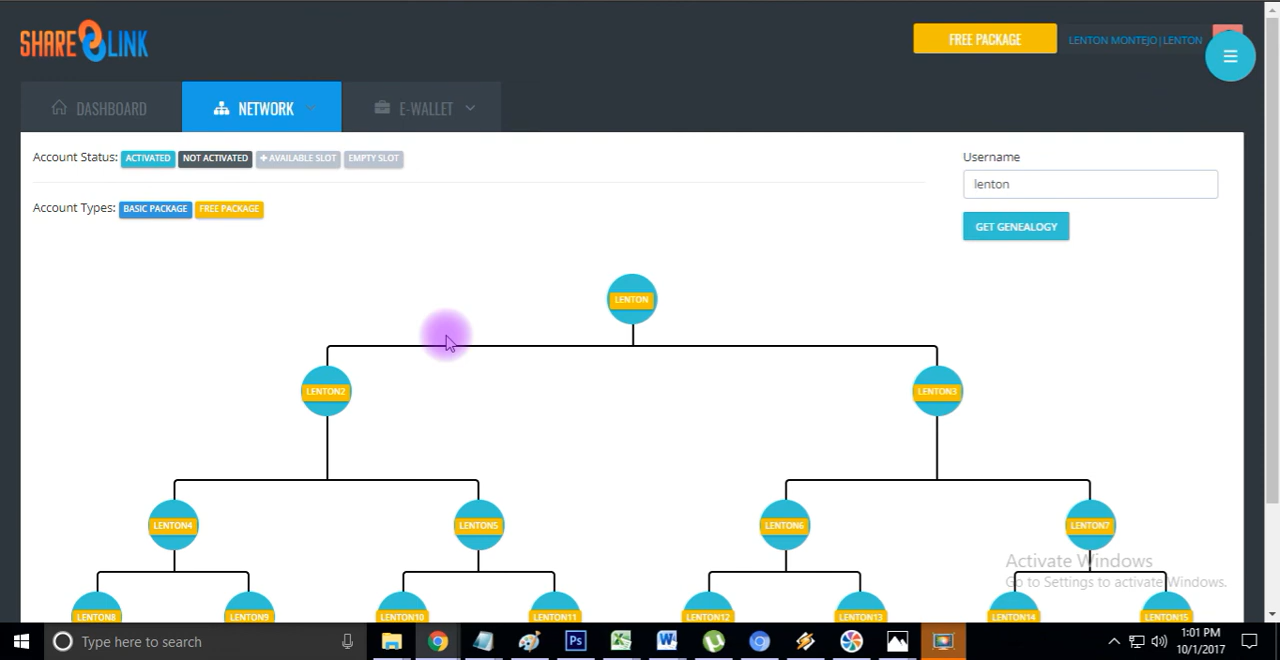 SHARE LINK
FREE PACKAGE
LENTON MONTEJO|LENTON
DASHBOARD
NETWORK
E-WALLET
Account Status: ACTIVATED NOT ACTIVATED +AVAILABLE SLOT EMPTY SLOT
Username
lenton
Account Types: BASIC PACKAGE FREE PACKAGE
GET GENEALOGY
LENTON
LENTON2
LENTON3
LENTON4
LENTON5
LENTON6
LENTON7
Activate Windows
Go to Settings to activate Windows.
LENTON8
LENTON9
LENTON10
LENTON11
LENTON12
LENTON13
LENTON14
LENTON15
Type here to search
Ps
1:01 PM
10/1/2017